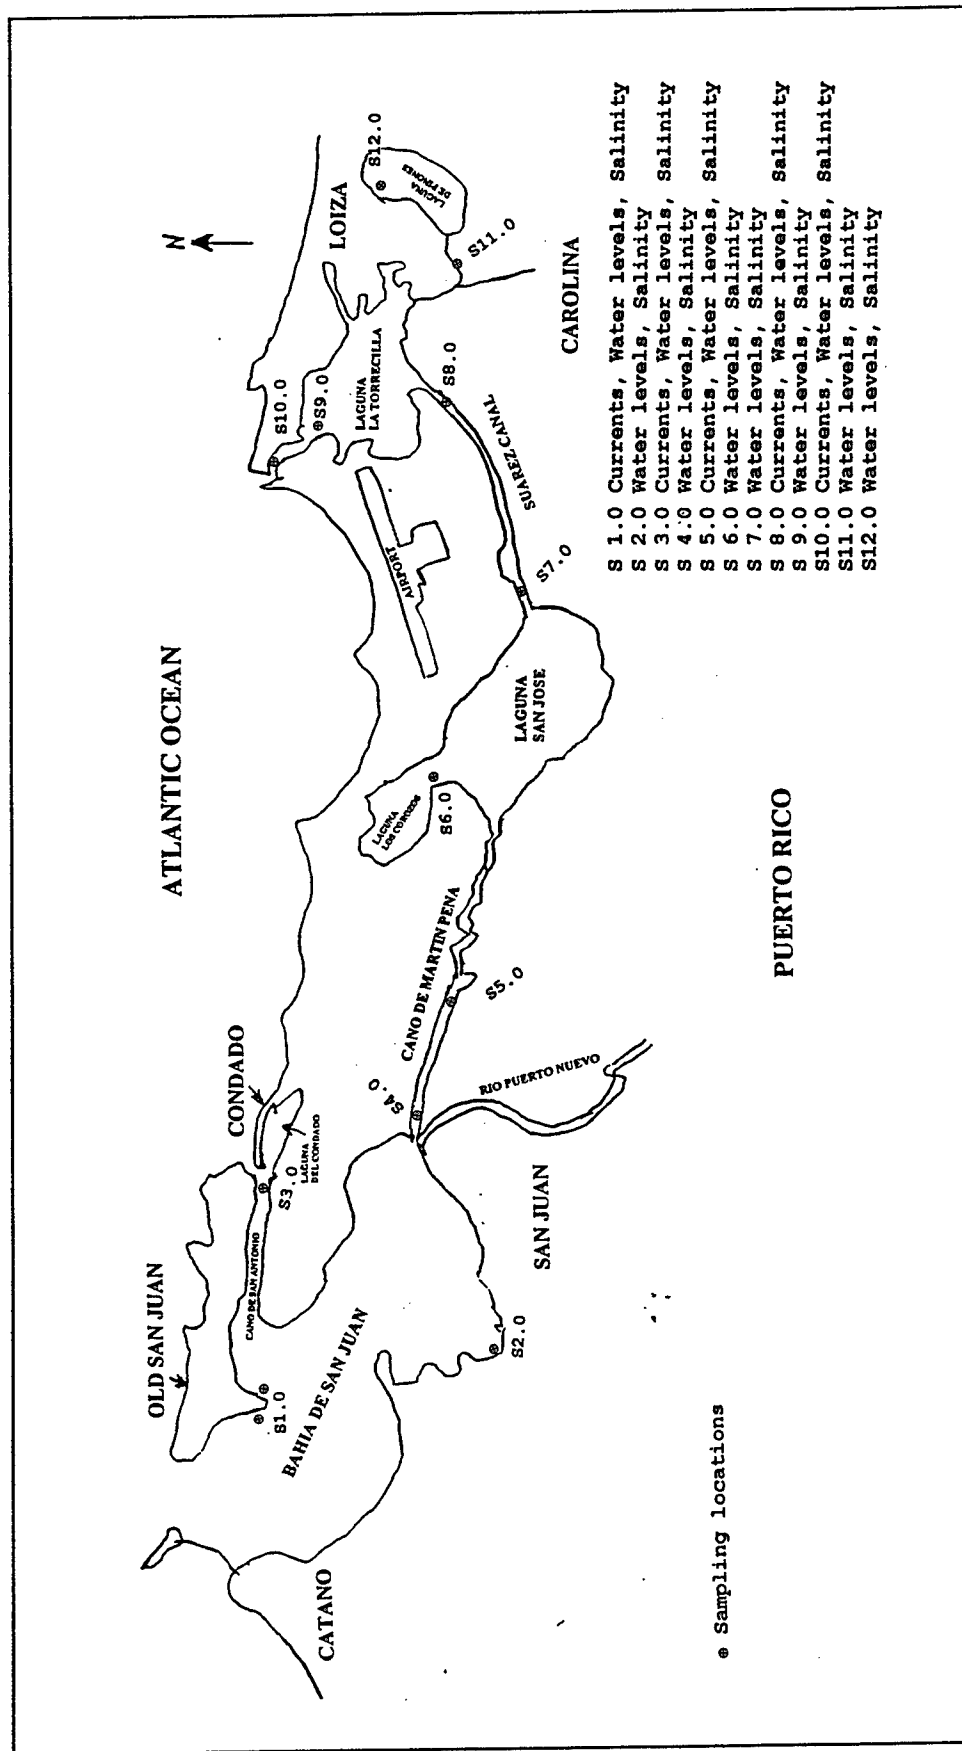 ATLANTIC OCEAN
N
OLD SAN JUAN
CONDADO
LOIZA
CATANO
S1.0
CANO DE SAN ANTONIO
S3.0
LAGUNA
DEL CONDADO
BAHIA DE SAN JUAN
S2.0
SAN JUAN
S4.0
CANO DE MARTIN PENA
S5.0
RIO PUERTO NUEVO
LAGUNA
LOS COROZOS
S6.0
LAGUNA
SAN JOSE
AIRPORT
S7.0
SUAREZ CANAL
S8.0
LAGUNA
LA TORRECILLA
S9.0
S10.0
S11.0
LAGUNA
DE PINONES
S12.0
CAROLINA
PUERTO RICO
S 1.0 Currents, Water levels, Salinity
S 2.0 Water levels, Salinity
S 3.0 Currents, Water levels, Salinity
S 4.0 Water levels, Salinity
S 5.0 Currents, Water levels, Salinity
S 6.0 Water levels, Salinity
S 7.0 Water levels, Salinity
S 8.0 Currents, Water levels, Salinity
S 9.0 Water levels, Salinity
S10.0 Currents, Water levels, Salinity
S11.0 Water levels, Salinity
S12.0 Water levels, Salinity
⊕ Sampling locations